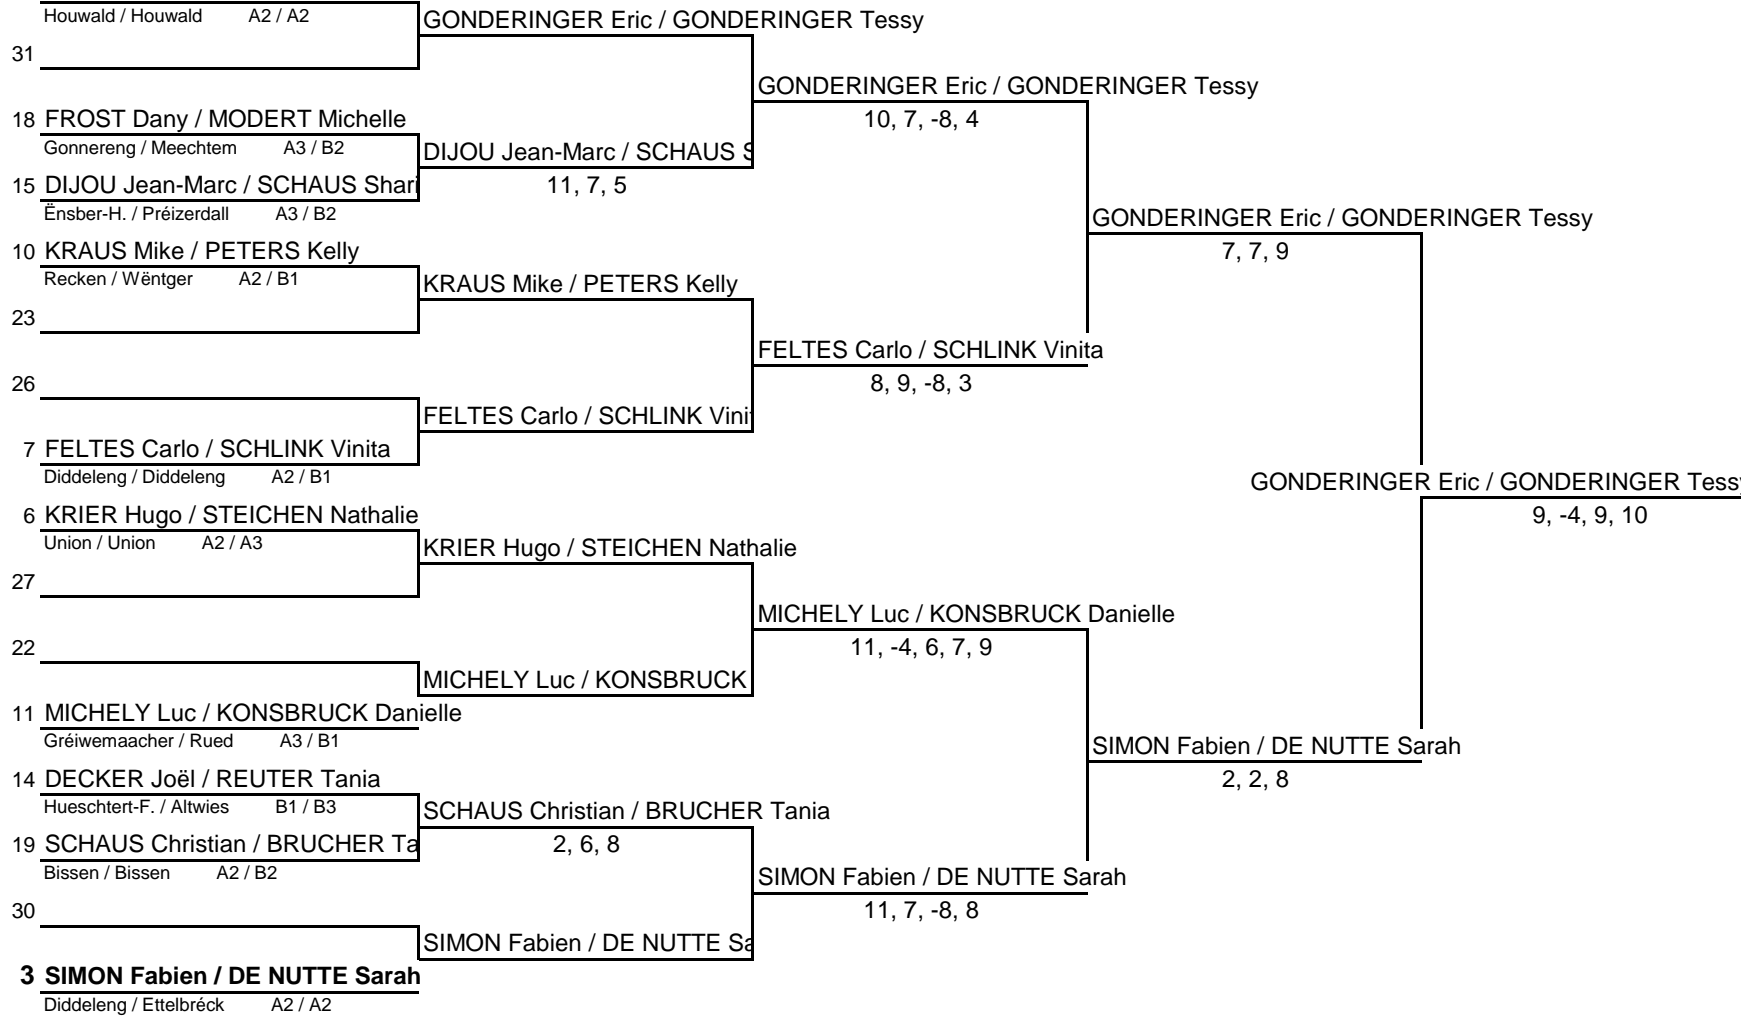 Houwald / Houwald A2 / A2
GONDERINGER Eric / GONDERINGER Tessy
31
GONDERINGER Eric / GONDERINGER Tessy
10, 7, -8, 4
18 FROST Dany / MODERT Michelle
Gonnereng / Meechtem A3 / B2
DIJOU Jean-Marc / SCHAUS S
11, 7, 5
15 DIJOU Jean-Marc / SCHAUS Shari
Ënsber-H. / Préizerdall A3 / B2
GONDERINGER Eric / GONDERINGER Tessy
7, 7, 9
10 KRAUS Mike / PETERS Kelly
Recken / Wëntger A2 / B1
KRAUS Mike / PETERS Kelly
23
FELTES Carlo / SCHLINK Vinita
8, 9, -8, 3
26
FELTES Carlo / SCHLINK Vinit
7 FELTES Carlo / SCHLINK Vinita
Diddeleng / Diddeleng A2 / B1
GONDERINGER Eric / GONDERINGER Tessy
9, -4, 9, 10
6 KRIER Hugo / STEICHEN Nathalie
Union / Union A2 / A3
KRIER Hugo / STEICHEN Nathalie
27
MICHELY Luc / KONSBRUCK Danielle
11, -4, 6, 7, 9
22
MICHELY Luc / KONSBRUCK
11 MICHELY Luc / KONSBRUCK Danielle
Gréiwemaacher / Rued A3 / B1
SIMON Fabien / DE NUTTE Sarah
2, 2, 8
14 DECKER Joël / REUTER Tania
Hueschtert-F. / Altwies B1 / B3
SCHAUS Christian / BRUCHER Tania
2, 6, 8
19 SCHAUS Christian / BRUCHER Ta
Bissen / Bissen A2 / B2
SIMON Fabien / DE NUTTE Sarah
11, 7, -8, 8
30
SIMON Fabien / DE NUTTE Sa
3 SIMON Fabien / DE NUTTE Sarah
Diddeleng / Ettelbréck A2 / A2